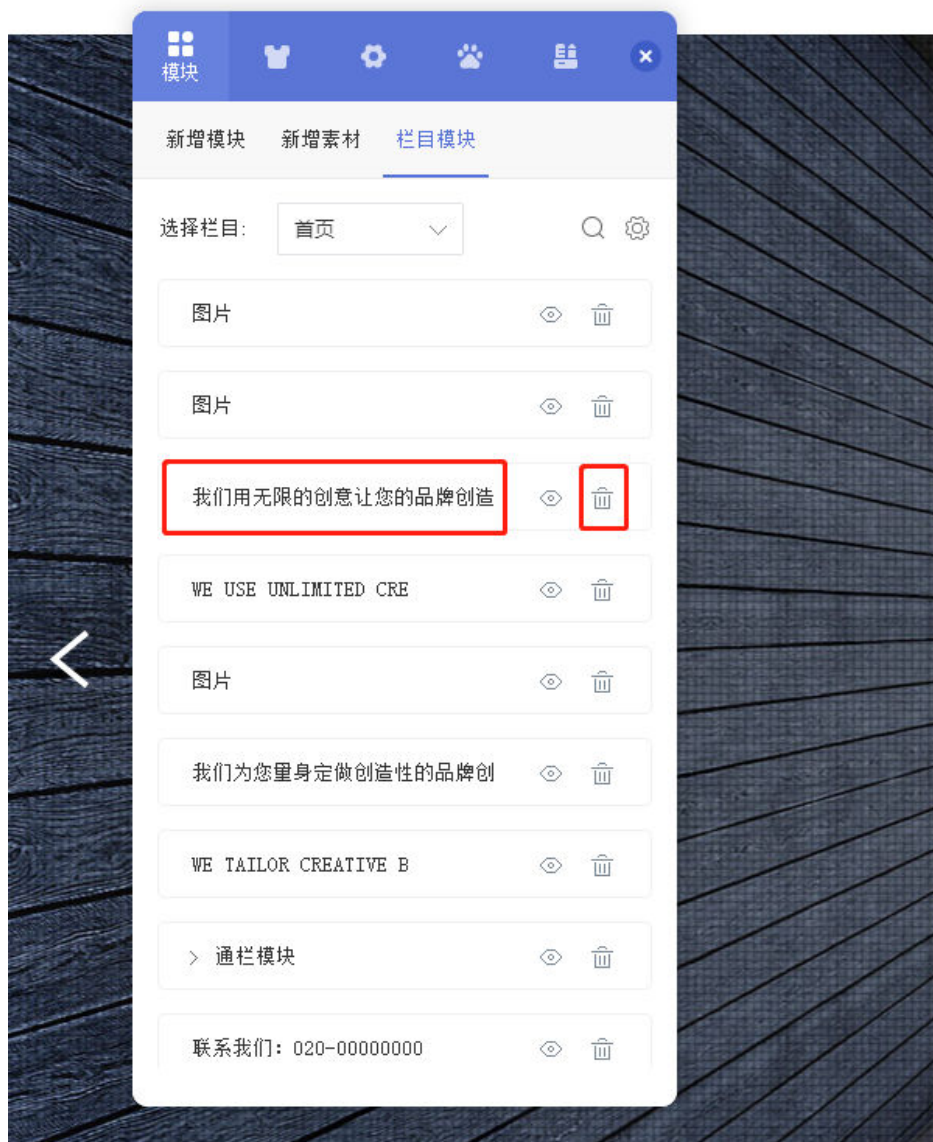 模块
新增模块 新增素材 栏目模块
选择栏目: 首页
图片
图片
我们用无限的创意让您的品牌创造
WE USE UNLIMITED CRE
图片
我们为您量身定做创造性的品牌创
WE TAILOR CREATIVE B
通栏模块
联系我们: 020-00000000